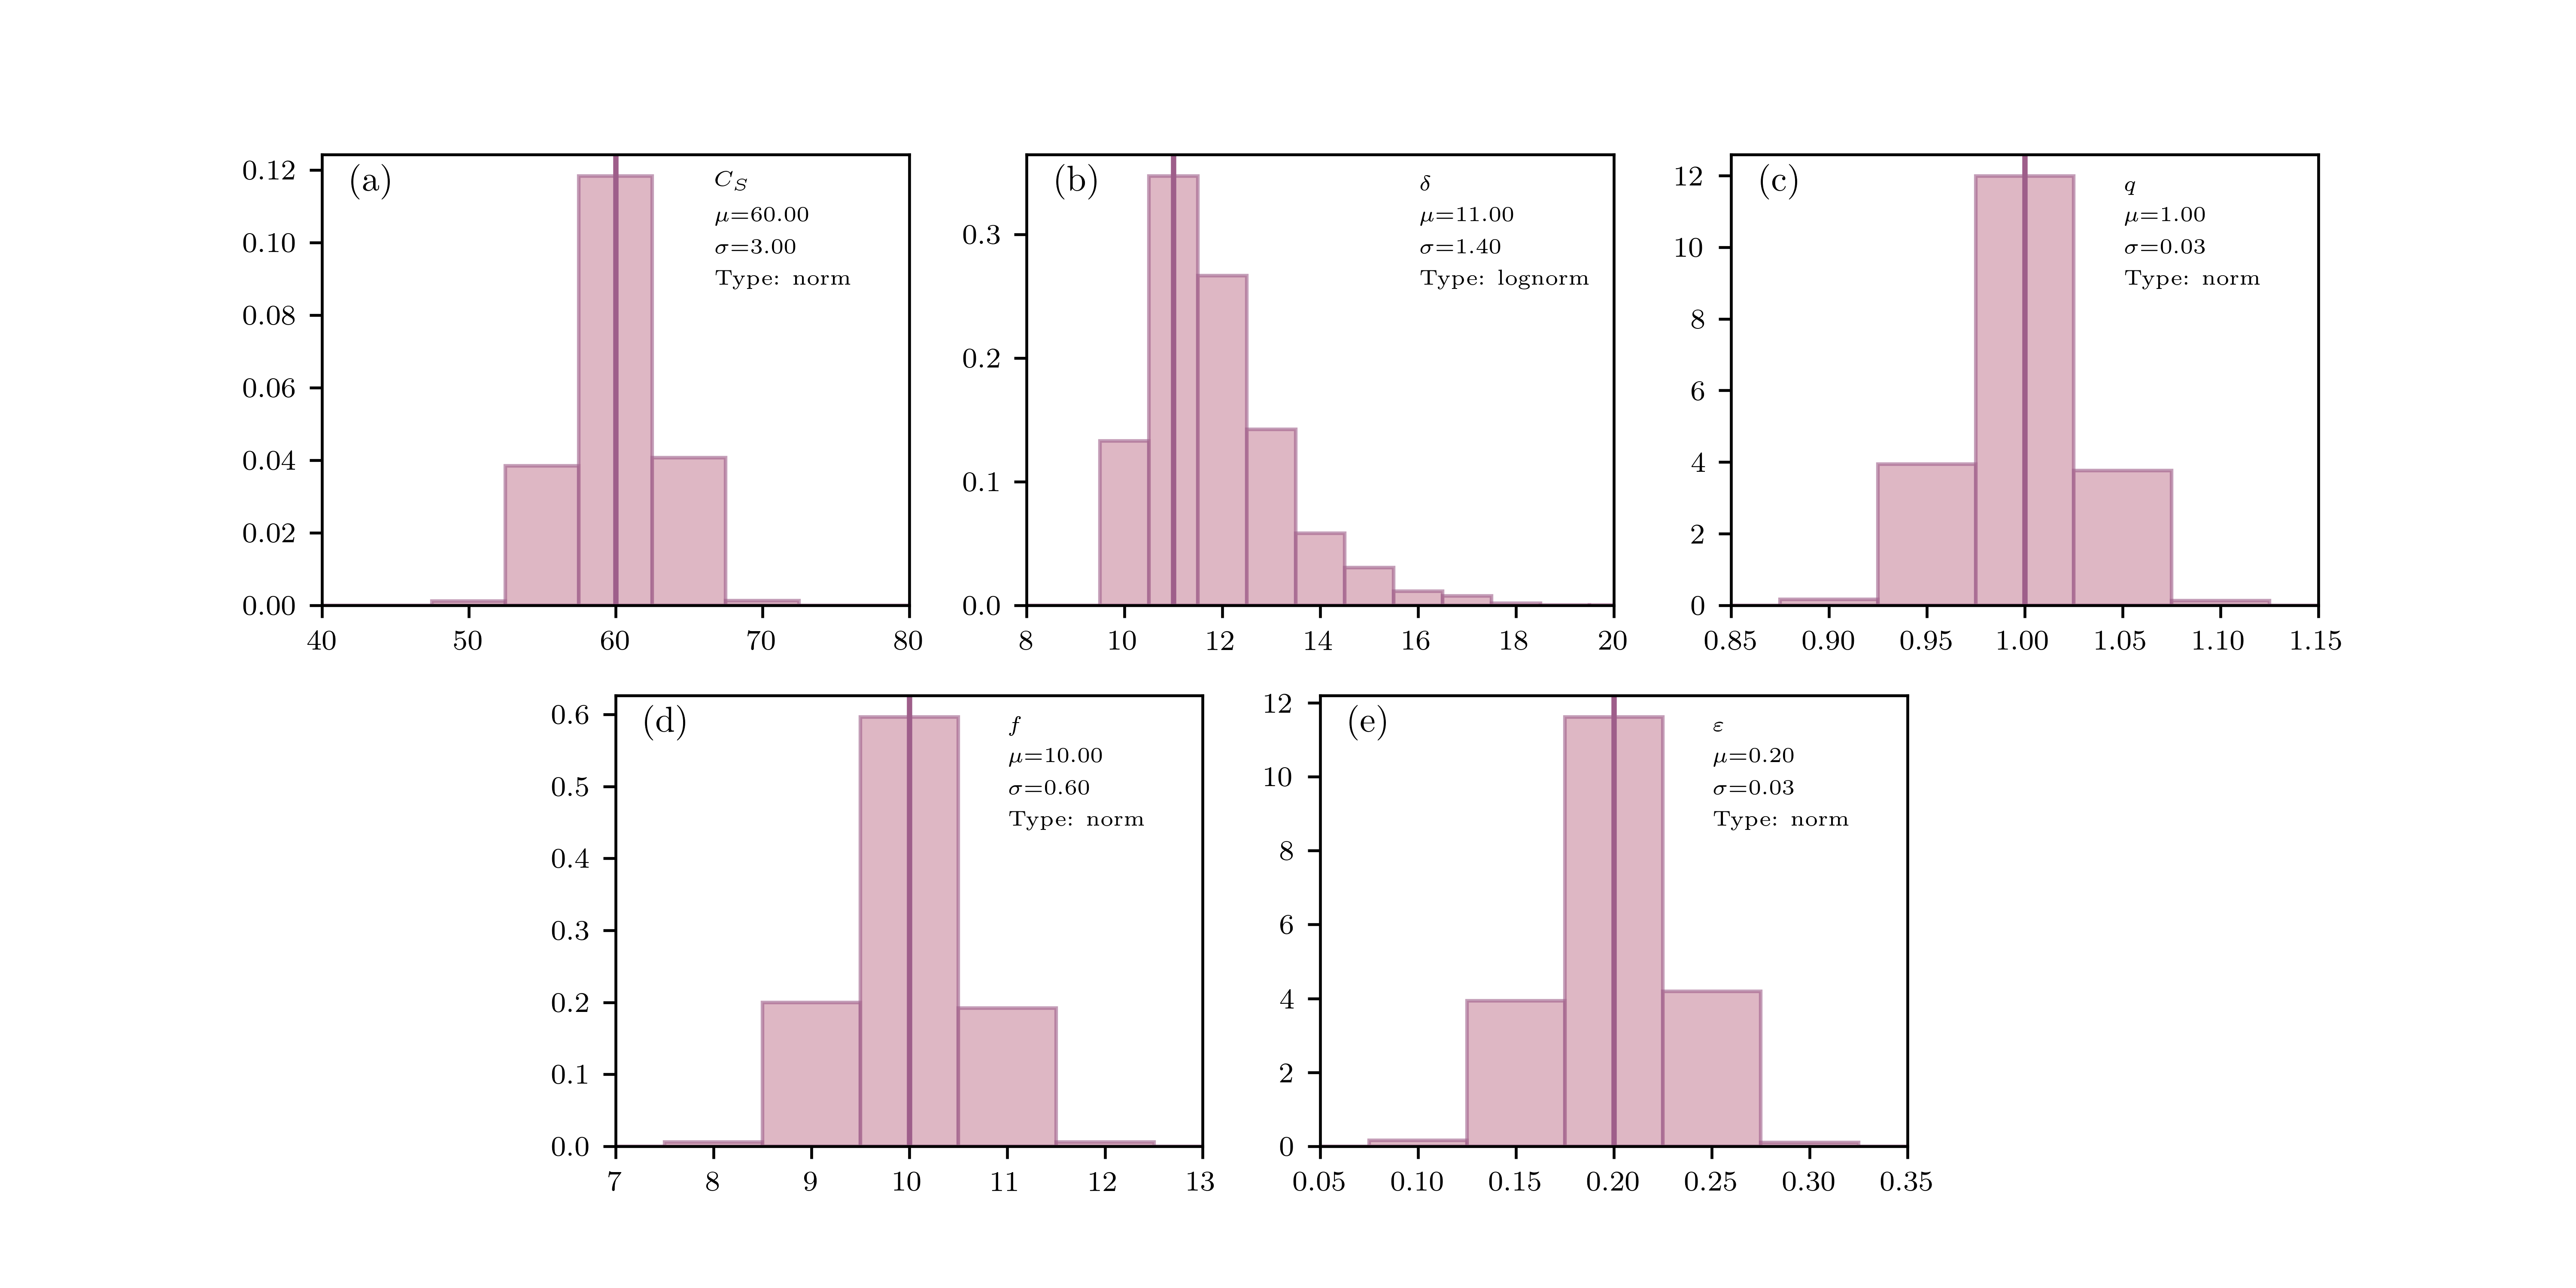 (a)
C_S
μ=60.00
σ=3.00
Type: norm
0.12
0.10
0.08
0.06
0.04
0.02
0.00
40 50 60 70 80
(b)
δ
μ=11.00
σ=1.40
Type: lognorm
0.3
0.2
0.1
0.0
8 10 12 14 16 18 20
(c)
q
μ=1.00
σ=0.03
Type: norm
12
10
8
6
4
2
0
0.85 0.90 0.95 1.00 1.05 1.10 1.15
(d)
f
μ=10.00
σ=0.60
Type: norm
0.6
0.5
0.4
0.3
0.2
0.1
0.0
7 8 9 10 11 12 13
(e)
ε
μ=0.20
σ=0.03
Type: norm
12
10
8
6
4
2
0
0.05 0.10 0.15 0.20 0.25 0.30 0.35